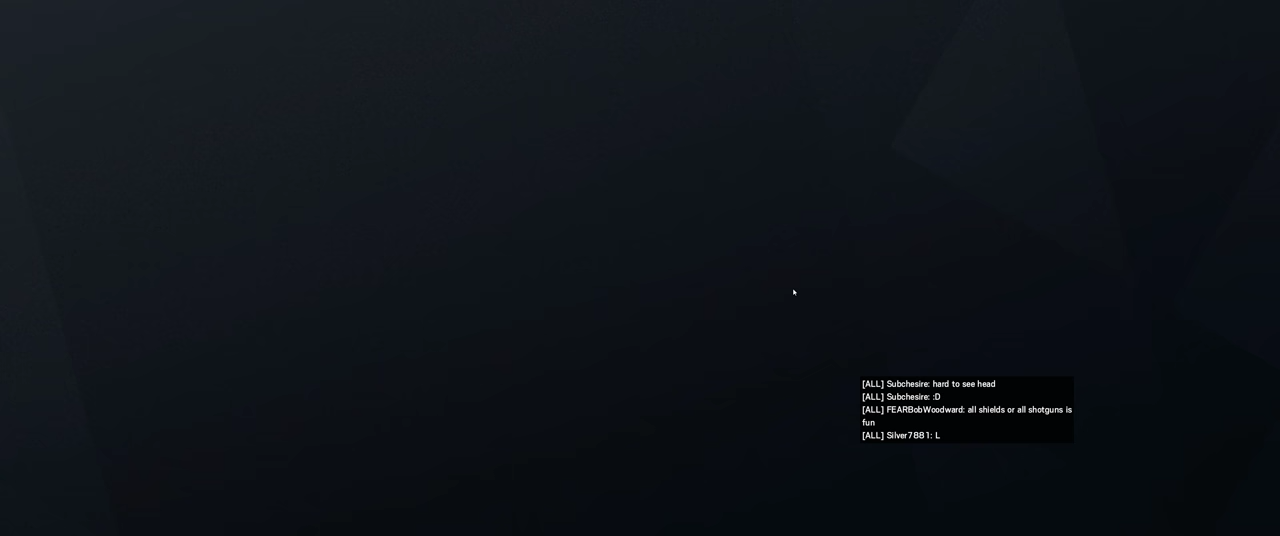 [ALL] Subchesire: hard to see head
[ALL] Subchesire: :D
[ALL] FEARBobWoodward: all shields or all shotguns is
fun
[ALL] Silver7881: L